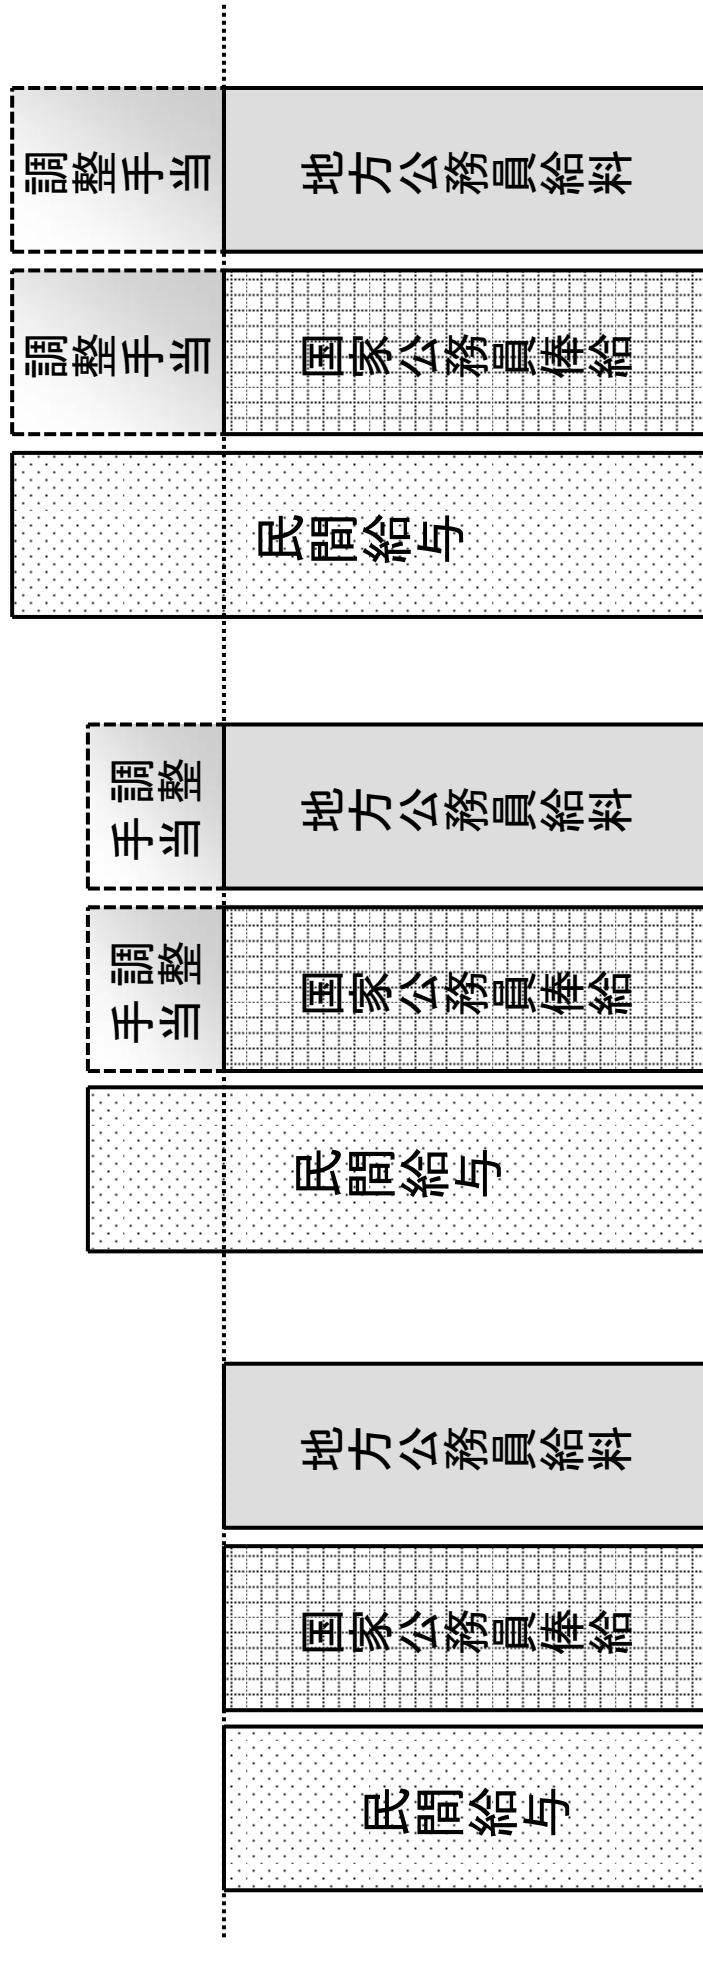 民間給与
国家公務員俸給
地方公務員給料
民間給与
調整
手当
国家公務員俸給
調整
手当
地方公務員給料
民間給与
調整手当
国家公務員俸給
調整手当
地方公務員給料